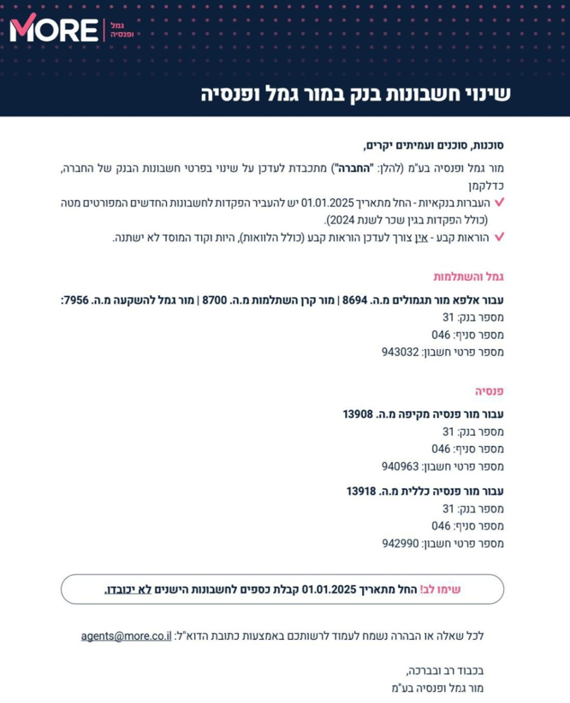 MORE
גמל
ופנסיה
שינוי חשבונות בנק במור גמל ופנסיה
סוכנות, סוכנים ועמיתים יקרים,
מור גמל ופנסיה בע"מ (להלן: "החברה") מתכבדת לעדכן על שינוי בפרטי חשבונות הבנק של החברה,
כדלקמן
העברות בנקאיות - החל מתאריך 01.01.2025 יש להעביר הפקדות לחשבונות החדשים המפורטים מטה
(כולל הפקדות בגין שכר לשנת 2024).
הוראות קבע - אין צורך לעדכן הוראות קבע (כולל הלוואות), היות וקוד המוסד לא ישתנה.
גמל והשתלמות
עבור אלפא מור תגמולים מ.ה. 8694 | מור קרן השתלמות מ.ה. 8700 | מור גמל להשקעה מ.ה. 7956:
מספר בנק: 31
מספר סניף: 046
מספר פרטי חשבון: 943032
פנסיה
עבור מור פנסיה מקיפה מ.ה. 13908
מספר בנק: 31
מספר סניף: 046
מספר פרטי חשבון: 940963
עבור מור פנסיה כללית מ.ה. 13918
מספר בנק: 31
מספר סניף: 046
מספר פרטי חשבון: 942990
שימו לב! החל מתאריך 01.01.2025 קבלת כספים לחשבונות הישנים לא יכובדו.
לכל שאלה או הבהרה נשמח לעמוד לרשותכם באמצעות כתובת הדוא"ל: agents@more.co.il
בכבוד רב ובברכה,
מור גמל ופנסיה בע"מ